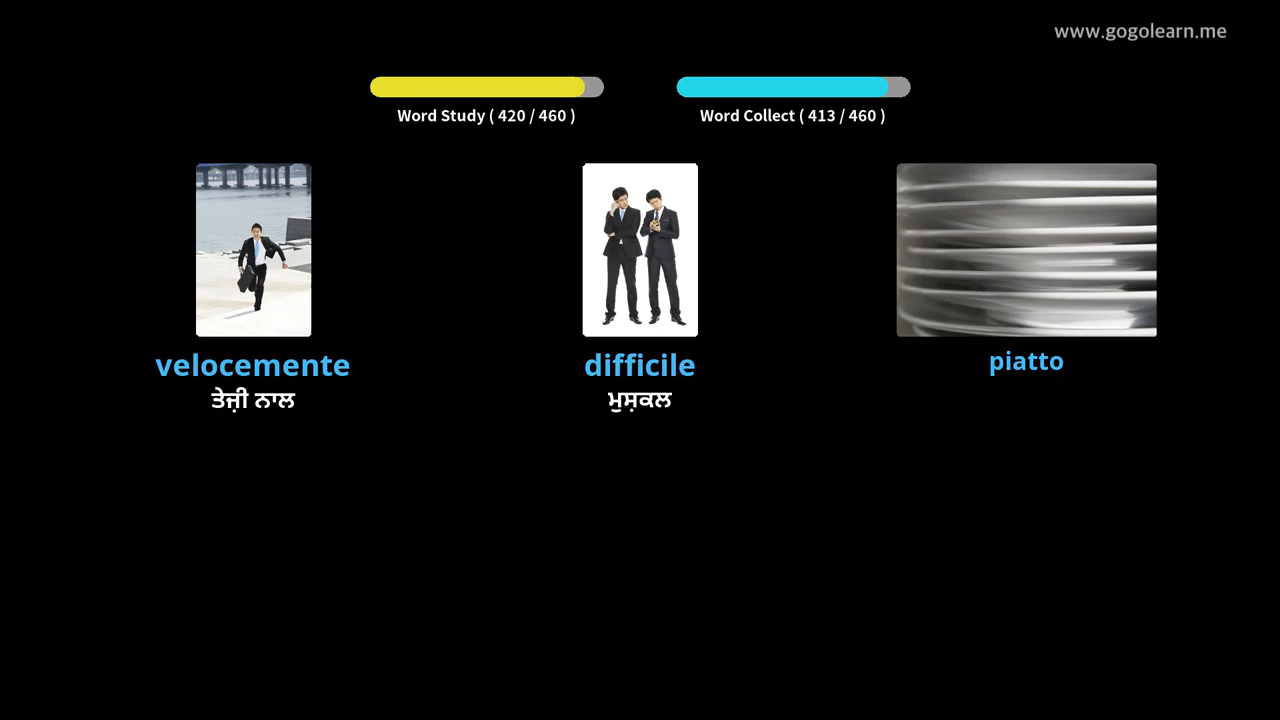 www.gogolearn.me
Word Study ( 420 / 460 )
Word Collect ( 413 / 460 )
velocemente
ਤੇਜ਼ੀ ਨਾਲ
difficile
ਮੁਸ਼ਕਲ
piatto